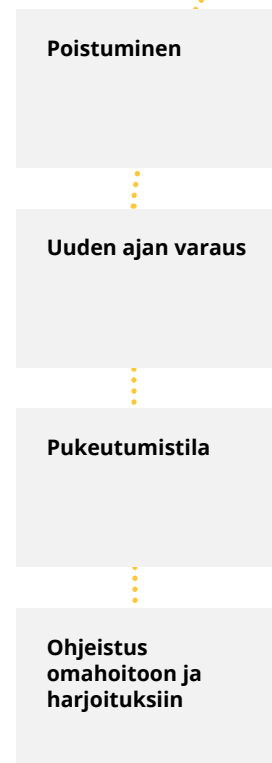 Poistuminen
Uuden ajan varaus
Pukeutumistila
Ohjeistus
omahoitoon ja
harjoituksiin